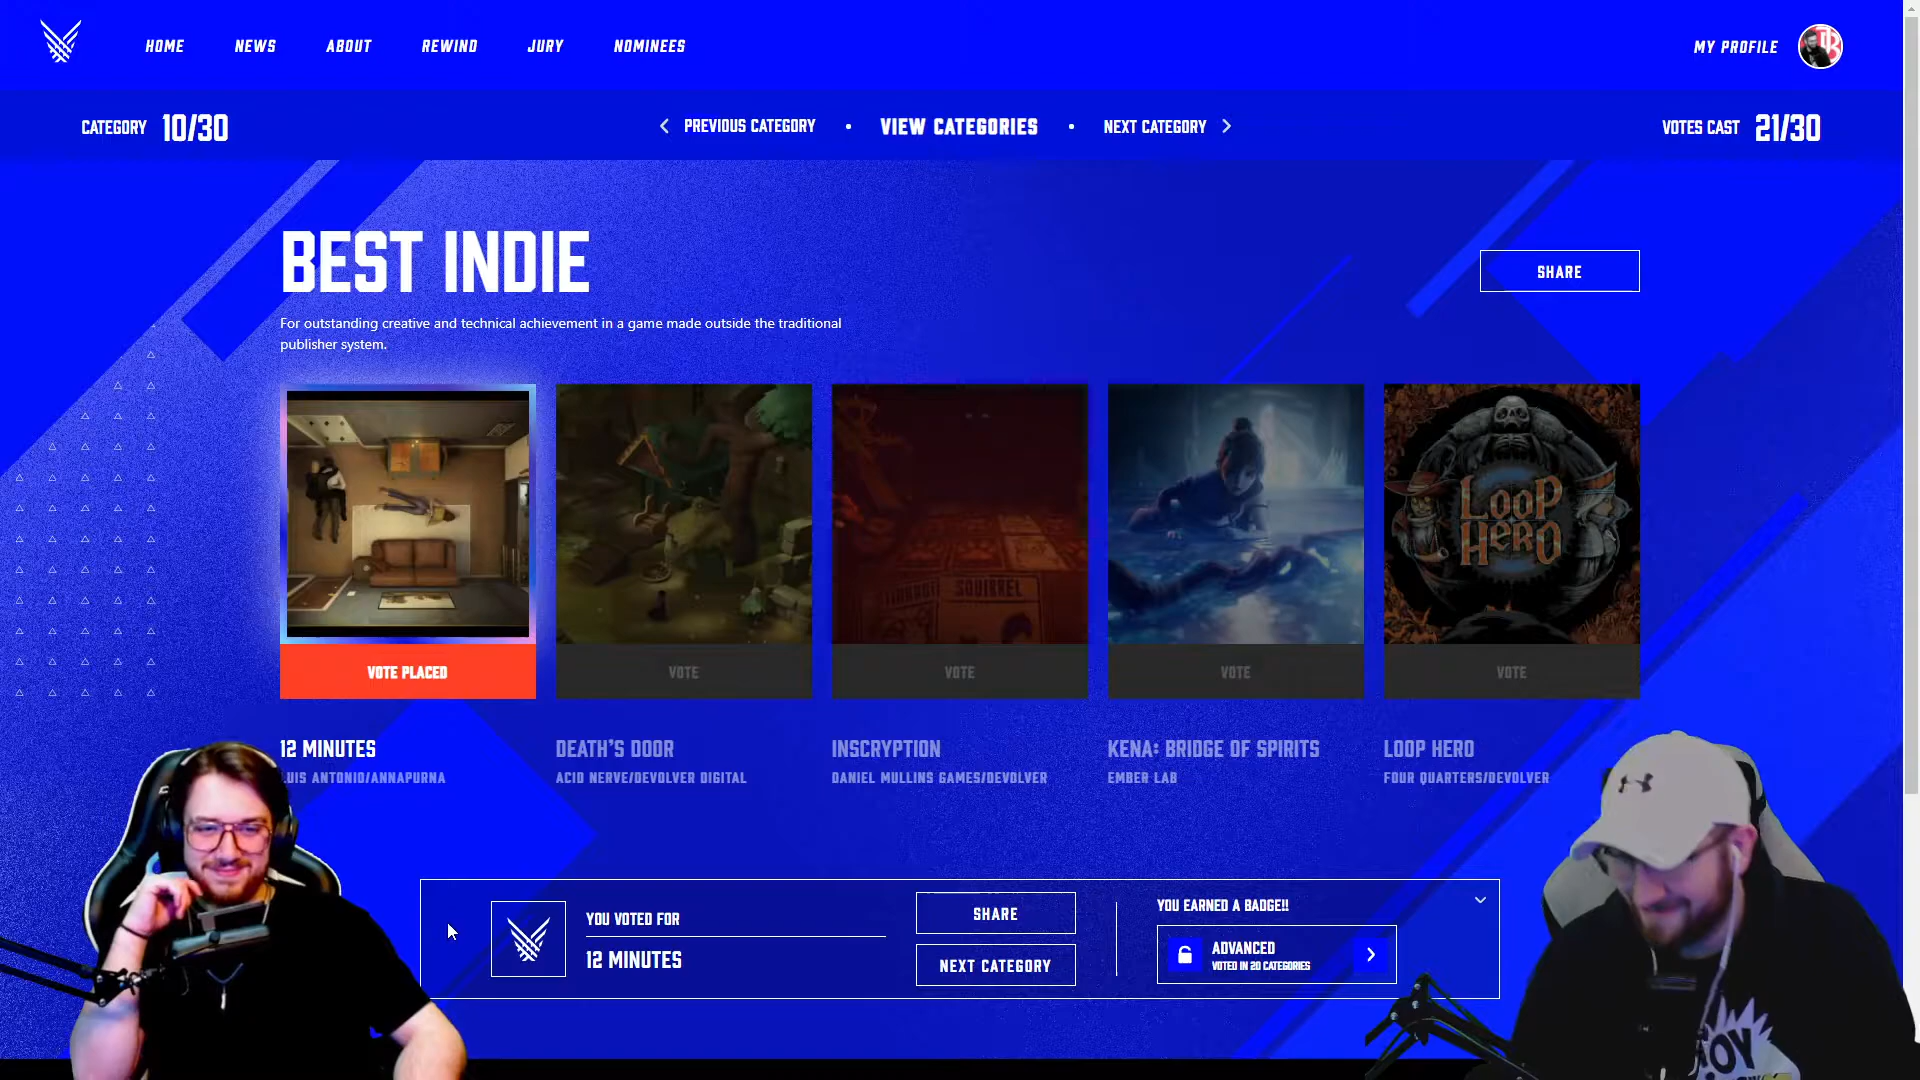 HOME NEWS ABOUT REWIND JURY NOMINEES MY PROFILE
CATEGORY 10/30 PREVIOUS CATEGORY • VIEW CATEGORIES • NEXT CATEGORY VOTES CAST 21/30
BEST INDIE
SHARE
For outstanding creative and technical achievement in a game made outside the traditional
publisher system.
SQUIRREL
LOOP
HERO
VOTE PLACED VOTE VOTE VOTE VOTE
12 MINUTES DEATH'S DOOR INSCRYPTION KENA: BRIDGE OF SPIRITS LOOP HERO
LUIS ANTONIO/ANNAPURNA ACID NERVE/DEVOLVER DIGITAL DANIEL MULLINS GAMES/DEVOLVER EMBER LAB FOUR QUARTERS/DEVOLVER
YOU VOTED FOR
12 MINUTES
SHARE
NEXT CATEGORY
YOU EARNED A BADGE!!
ADVANCED
VOTED IN 20 CATEGORIES